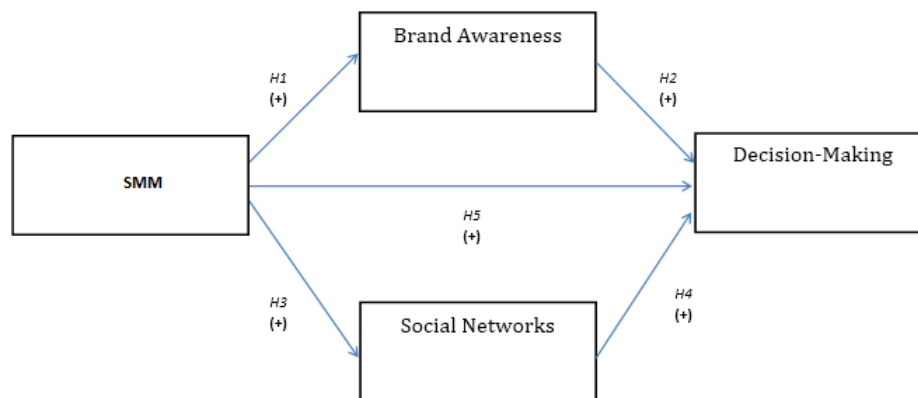 Brand Awareness
H1
(+)
H2
(+)
SMM
Decision-Making
H5
(+)
H3
(+)
H4
(+)
Social Networks